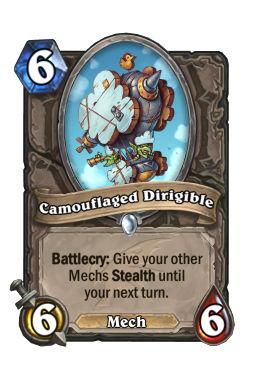 6
Camouflaged Dirigible
Battlecry: Give your other
Mechs Stealth until
your next turn.
6 Mech 6